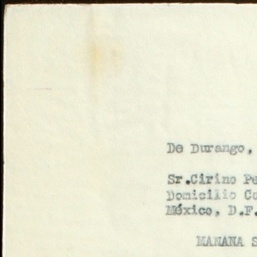 De Durango,
Sr.Cirino Pe
Domicilio Co
México, D.F.
MANANA S